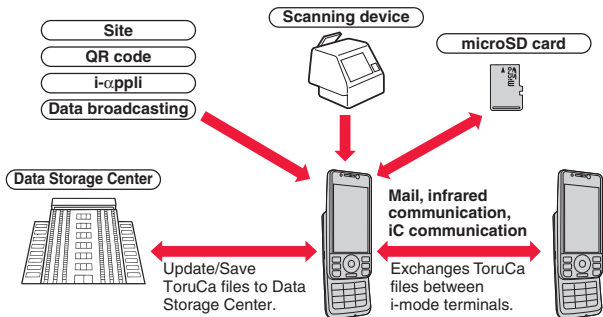 Site
QR code
i-αppli
Data broadcasting
Scanning device
microSD card
Data Storage Center
Update/Save
ToruCa files to Data
Storage Center.
Mail, infrared
communication,
iC communication
Exchanges ToruCa
files between
i-mode terminals.